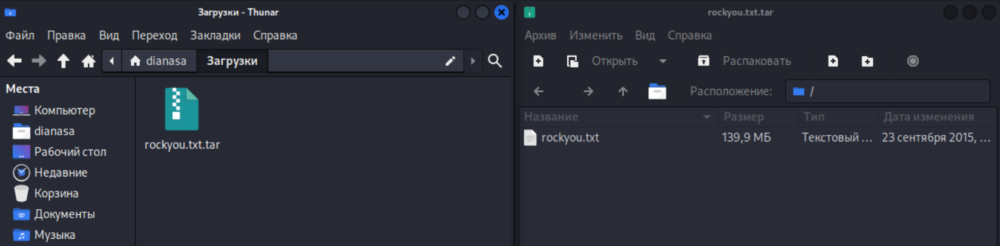 Загрузки - Thunar
Файл Правка Вид Переход Закладки Справка
dianasa Загрузки
Места
Компьютер
dianasa
Рабочий стол
Недавние
Корзина
Документы
Музыка
rockyou.txt.tar
rockyou.txt.tar
Архив Изменить Вид Справка
Открыть Распаковать
Расположение: /
Название Размер Тип Дата изменения
rockyou.txt 139,9 МБ Текстовый ... 23 сентября 2015, ...